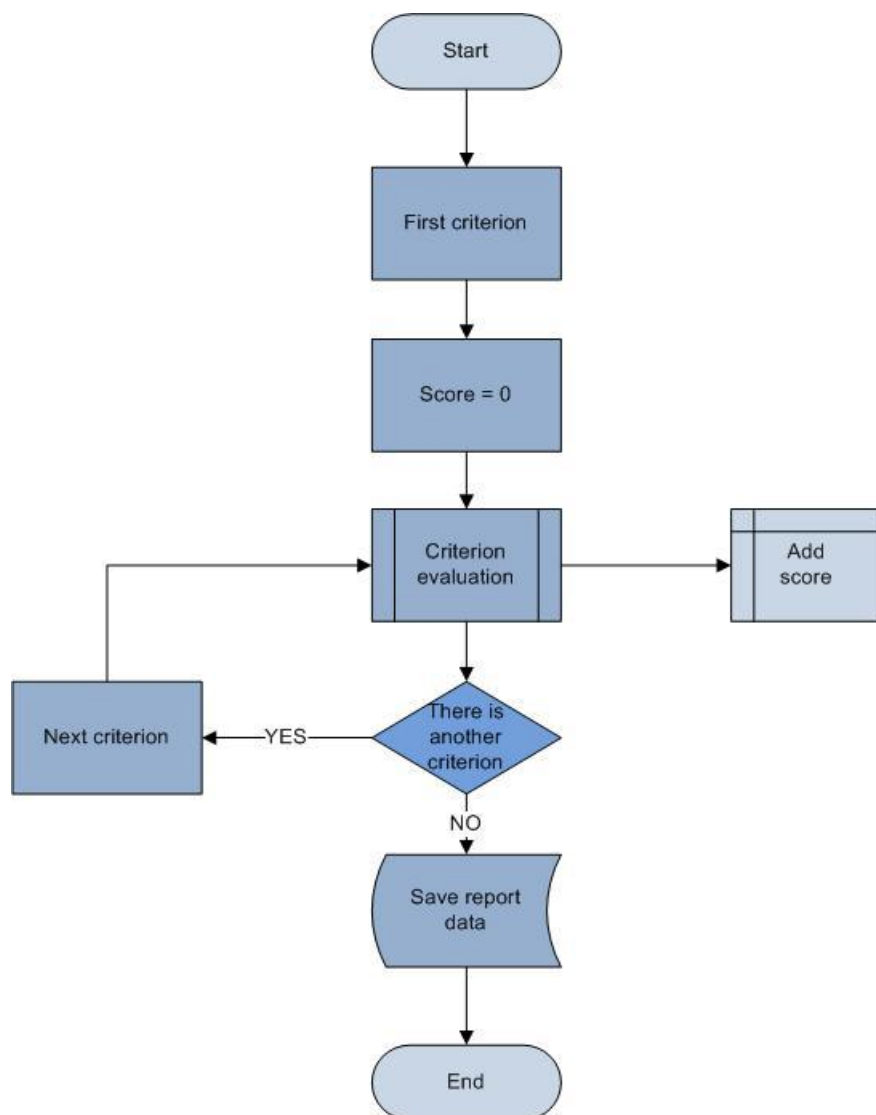 Start
First criterion
Score = 0
Criterion
evaluation
Add
score
There is
another
criterion
YES
Next criterion
NO
Save report
data
End